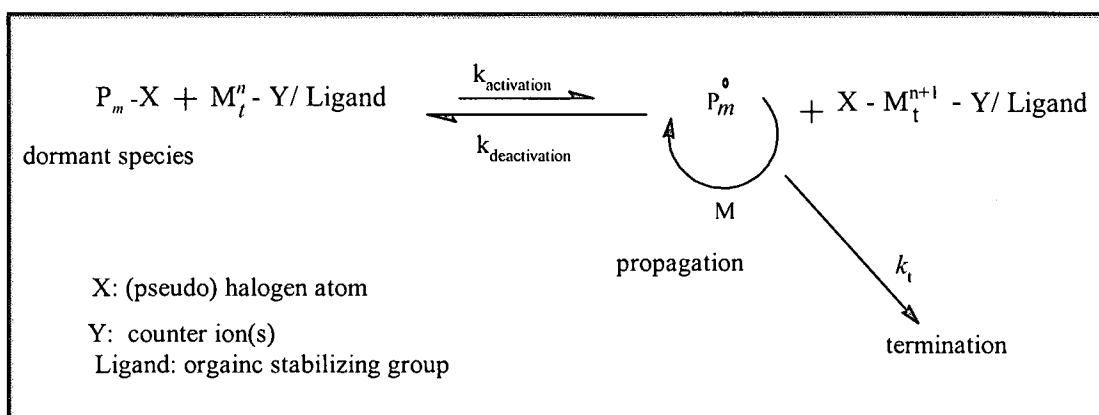 k_activation
P_m -X + M_t^n - Y/ Ligand
P_m^o + X - M_t^{n+1} - Y/ Ligand
k_deactivation
dormant species
M
propagation
k_t
X: (pseudo) halogen atom
Y: counter ion(s)
termination
Ligand: orgainc stabilizing group